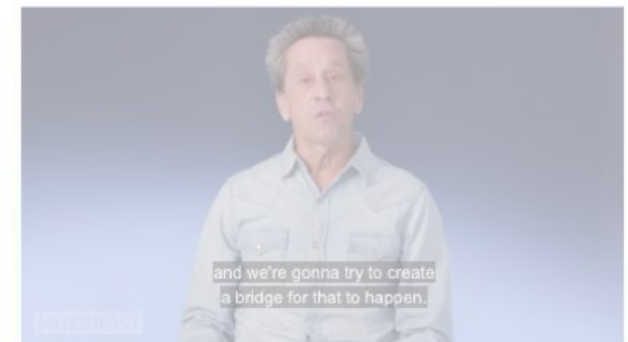 and we're gonna try to create
a bridge for that to happen.